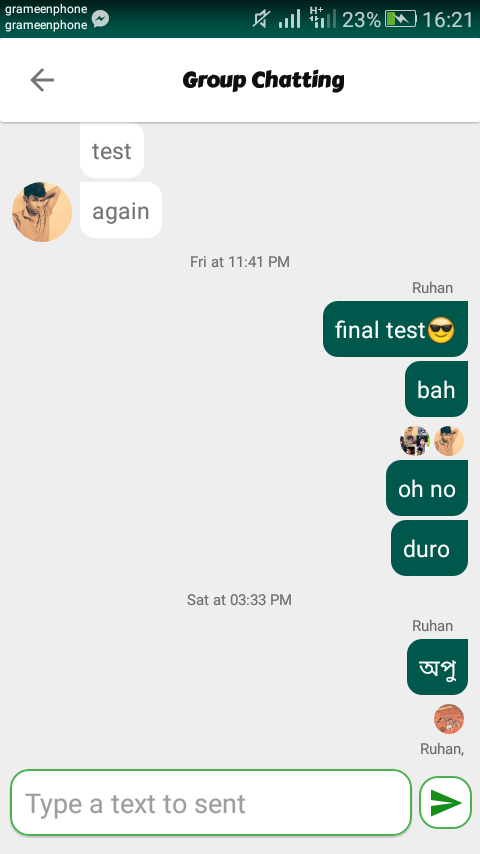 grameenphone
grameenphone
H+
23%
16:21
Group Chatting
test
again
Fri at 11:41 PM
Ruhan
final test😎
bah
oh no
duro
Sat at 03:33 PM
Ruhan
অপু
Ruhan,
Type a text to sent